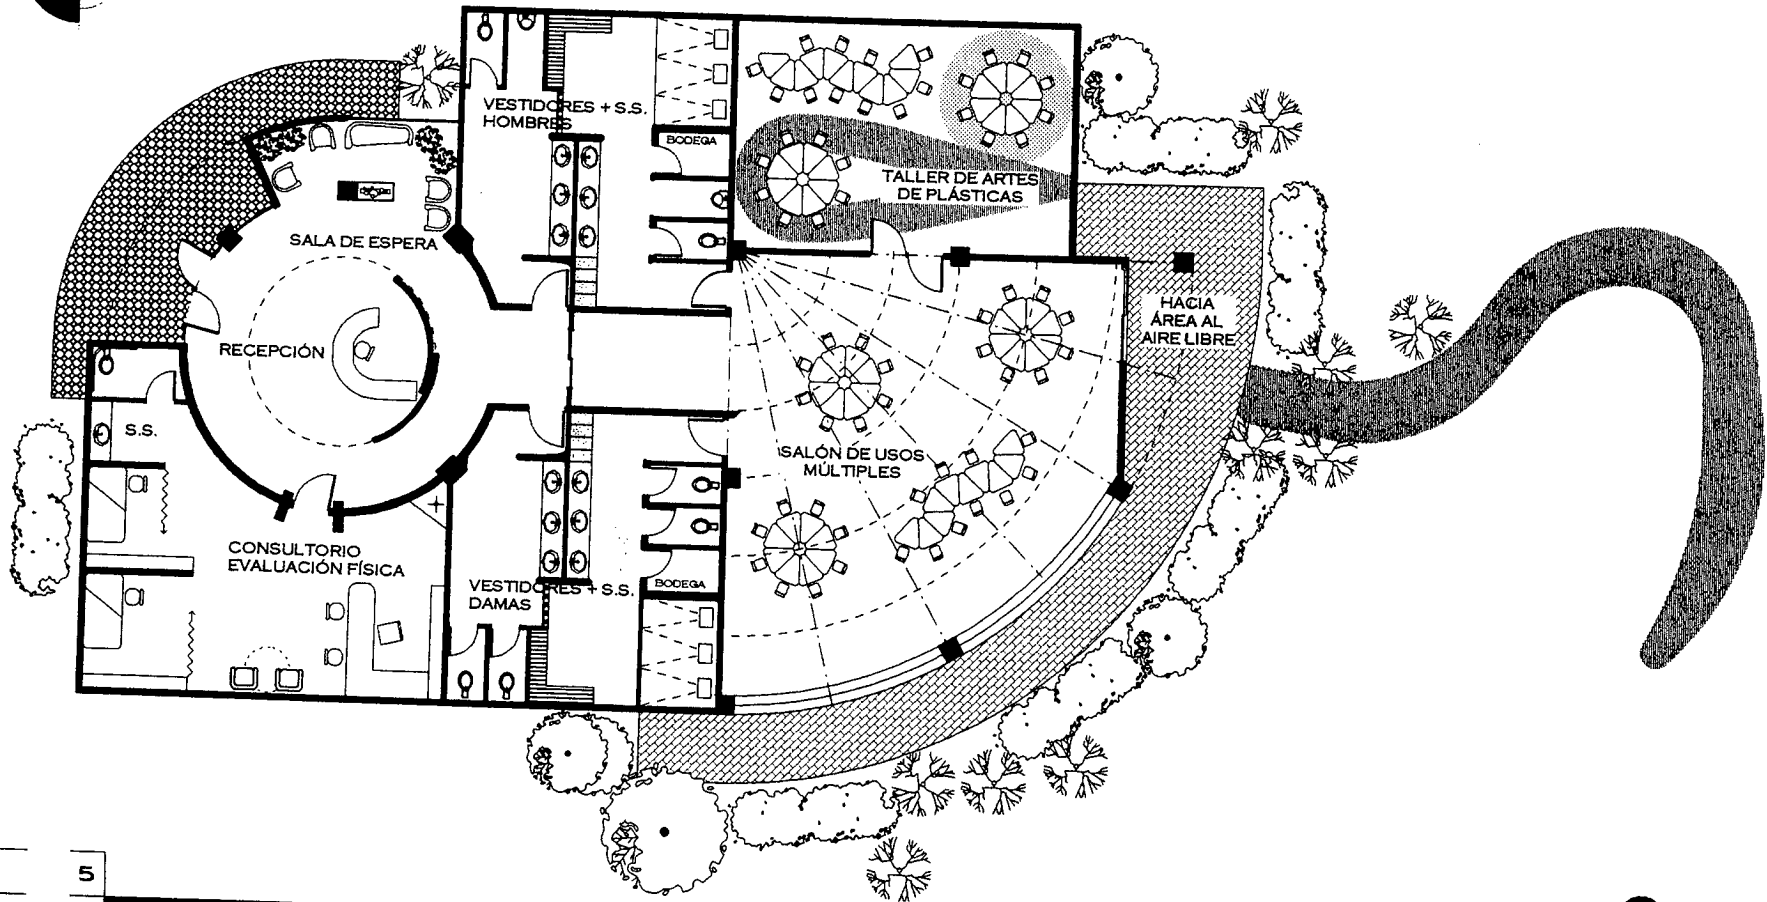 VESTIDORES + S.S.
HOMBRES
BODEGA
TALLER DE ARTES
DE PLÁSTICAS
SALA DE ESPERA
RECEPCIÓN
HACIA
ÁREA AL
AIRE LIBRE
S.S.
SALÓN DE USOS
MÚLTIPLES
CONSULTORIO
EVALUACIÓN FÍSICA
VESTIDORES + S.S.
DAMAS
BODEGA
5